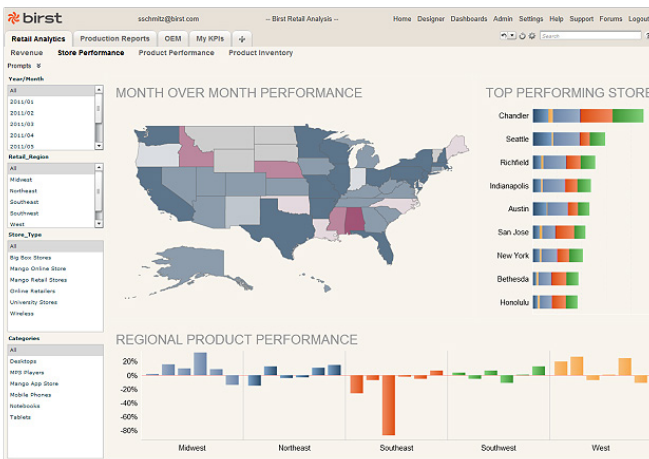 birst
sschmitz@birst.com
-- Birst Retail Analysis --
Home Designer Dashboards Admin Settings Help Support Forums Logout
Retail Analytics Production Reports OEM My KPIs
Search
Revenue Store Performance Product Performance Product Inventory
Prompts
Year/Month
All
2011/01
2011/02
2011/03
2011/04
2011/05
Retail_Region
All
Midwest
Northeast
Southeast
Southwest
West
Store_Type
All
Big Box Stores
Mango Online Store
Mango Retail Stores
Online Retailers
University Stores
Wireless
Categories
All
Desktops
MP3 Players
Mango App Store
Mobile Phones
Notebooks
Tablets
MONTH OVER MONTH PERFORMANCE
TOP PERFORMING STORE
Chandler
Seattle
Richfield
Indianapolis
Austin
San Jose
New York
Bethesda
Honolulu
REGIONAL PRODUCT PERFORMANCE
20%
0%
-20%
-40%
-60%
-80%
Midwest Northeast Southeast Southwest West